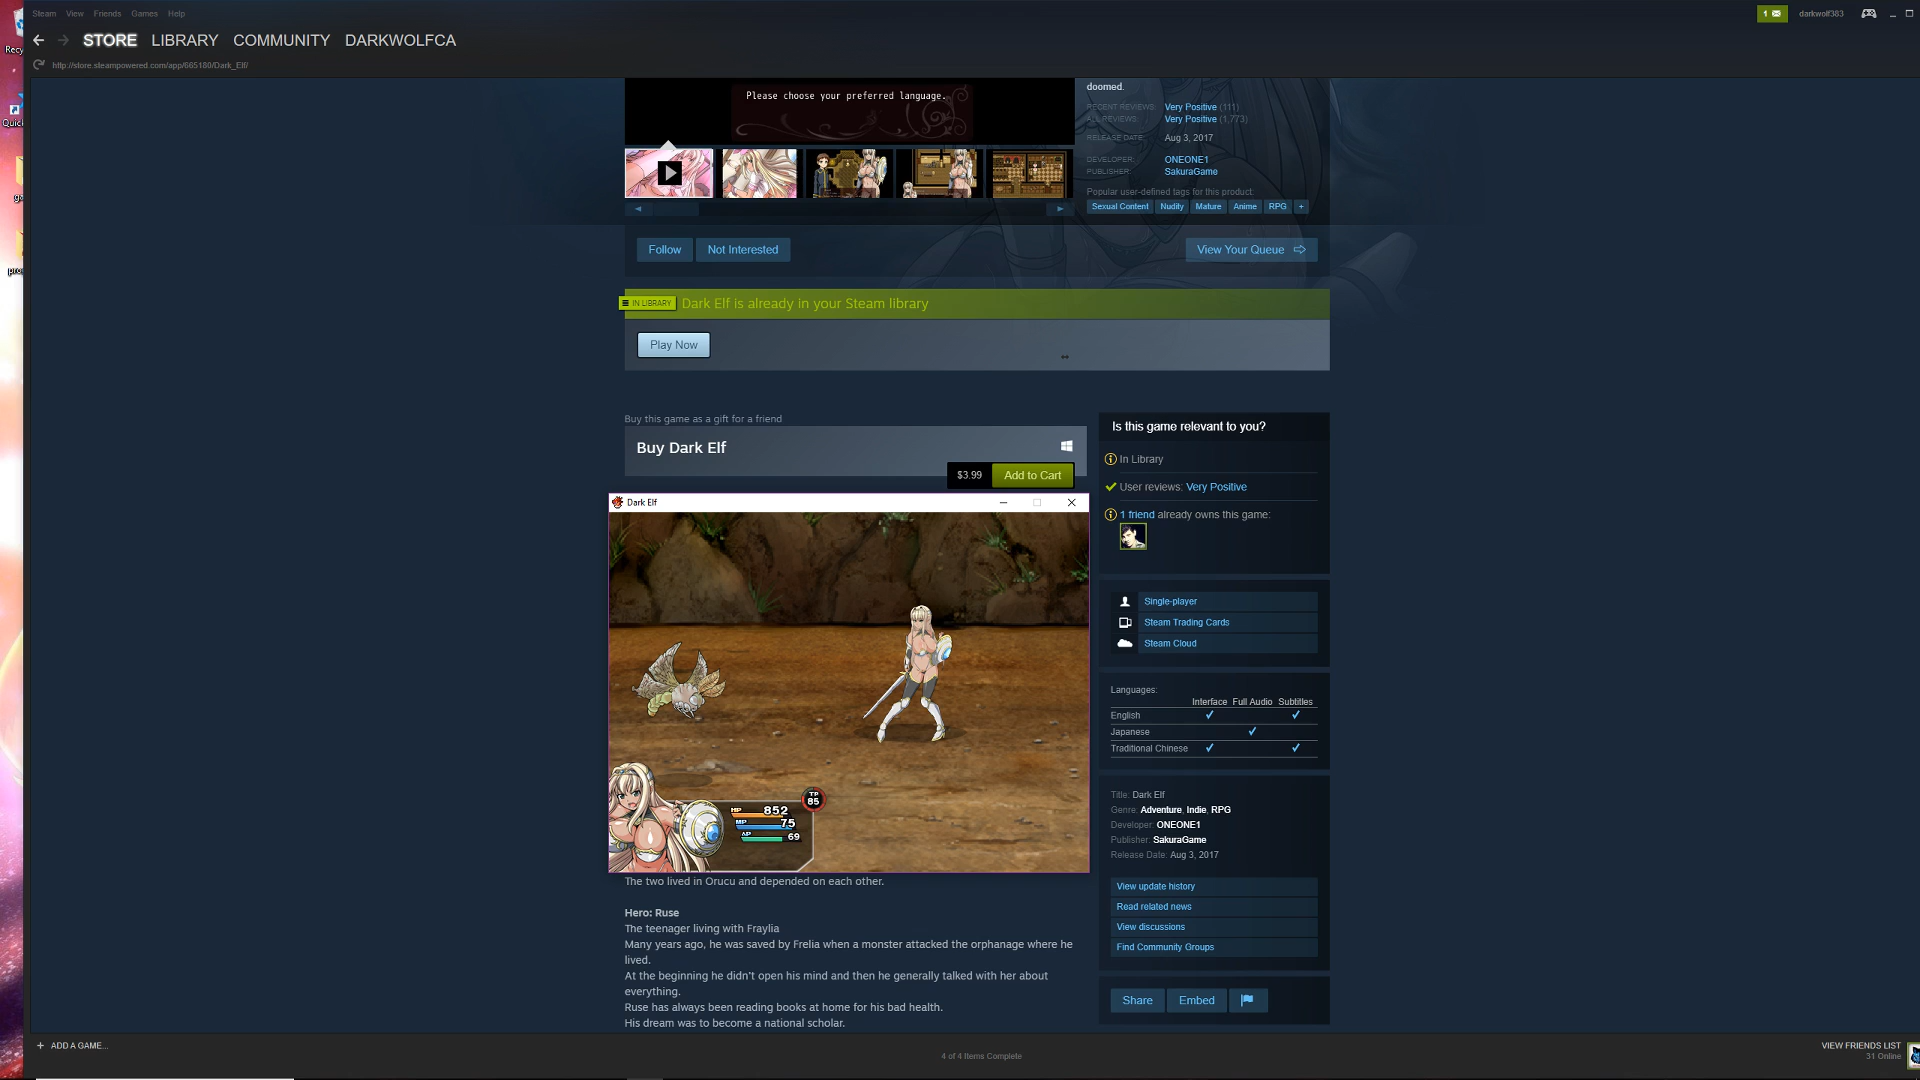 Steam View Friends Games Help
1
darkwolf383
STORE LIBRARY COMMUNITY DARKWOLFCA
http://store.steampowered.com/app/665180/Dark_Elf/
Recy
Quick
Please choose your preferred language.
doomed.
RECENT REVIEWS: Very Positive (111)
ALL REVIEWS: Very Positive (1,773)
RELEASE DATE: Aug 3, 2017
DEVELOPER: ONEONE1
PUBLISHER: SakuraGame
Popular user-defined tags for this product:
Sexual Content Nudity Mature Anime RPG +
Follow Not Interested View Your Queue
IN LIBRARY Dark Elf is already in your Steam library
Play Now
Buy this game as a gift for a friend
Buy Dark Elf
$3.99 Add to Cart
Dark Elf
TP
85
HP 852
MP 75
AP 69
The two lived in Orucu and depended on each other.
Hero: Ruse
The teenager living with Fraylia
Many years ago, he was saved by Frelia when a monster attacked the orphanage where he
lived.
At the beginning he didn't open his mind and then he generally talked with her about
everything.
Ruse has always been reading books at home for his bad health.
His dream was to become a national scholar.
Is this game relevant to you?
In Library
User reviews: Very Positive
1 friend already owns this game:
Single-player
Steam Trading Cards
Steam Cloud
Languages:
Interface Full Audio Subtitles
English
Japanese
Traditional Chinese
Title: Dark Elf
Genre: Adventure, Indie, RPG
Developer: ONEONE1
Publisher: SakuraGame
Release Date: Aug 3, 2017
View update history
Read related news
View discussions
Find Community Groups
Share Embed
+ ADD A GAME...
4 of 4 Items Complete
VIEW FRIENDS LIST
31 Online